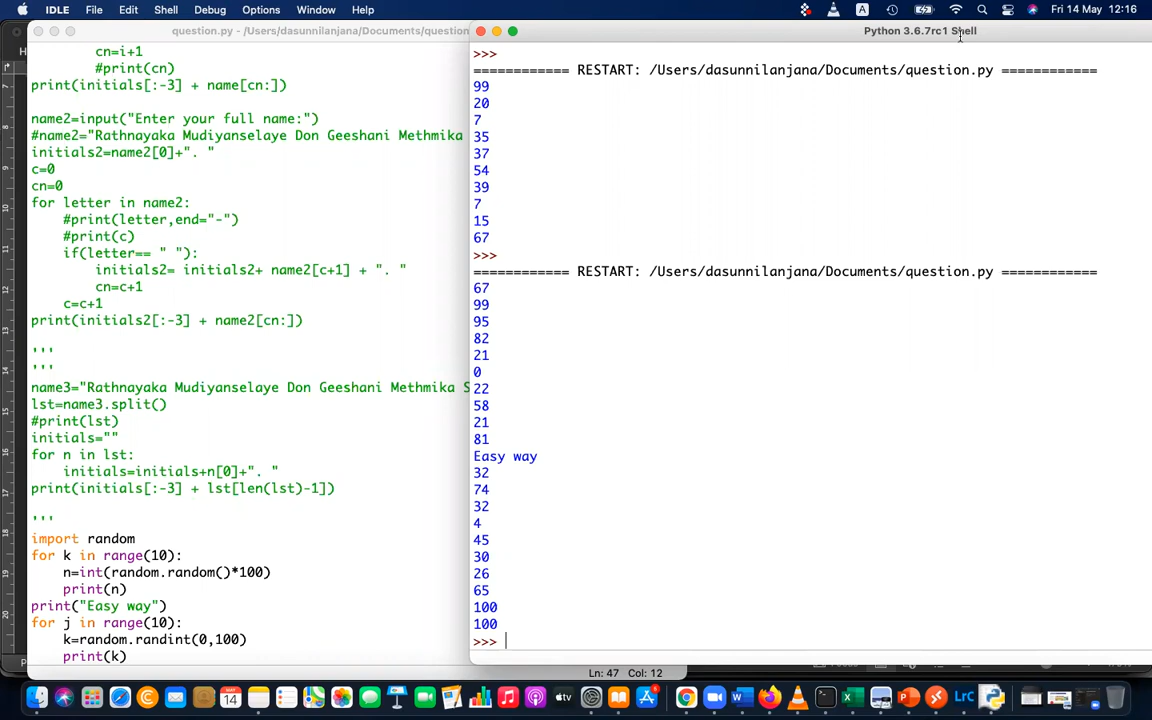 IDLE File Edit Shell Debug Options Window Help
A Fri 14 May 12:16
question.py - /Users/dasunnilanjana/Documents/question
cn=i+1
#print(cn)
print(initials[:-3] + name[cn:])
name2=input("Enter your full name:")
#name2="Rathnayaka Mudiyanselaye Don Geeshani Methmika
initials2=name2[0]+". "
c=0
cn=0
for letter in name2:
#print(letter,end="-")
#print(c)
if(letter== " "):
initials2= initials2+ name2[c+1] + ". "
cn=c+1
c=c+1
print(initials2[:-3] + name2[cn:])
'''
'''
name3="Rathnayaka Mudiyanselaye Don Geeshani Methmika S
lst=name3.split()
#print(lst)
initials=""
for n in lst:
initials=initials+n[0]+". "
print(initials[:-3] + lst[len(lst)-1])
'''
import random
for k in range(10):
n=int(random.random()*100)
print(n)
print("Easy way")
for j in range(10):
k=random.randint(0,100)
print(k)
Ln: 47 Col: 12
Python 3.6.7rc1 Shell
>>>
============ RESTART: /Users/dasunnilanjana/Documents/question.py ============
99
20
7
35
37
54
39
7
15
67
>>>
============ RESTART: /Users/dasunnilanjana/Documents/question.py ============
67
99
95
82
21
0
22
58
21
81
Easy way
32
74
32
4
45
30
26
65
100
100
>>>
14
tv
W
X
P
LrC